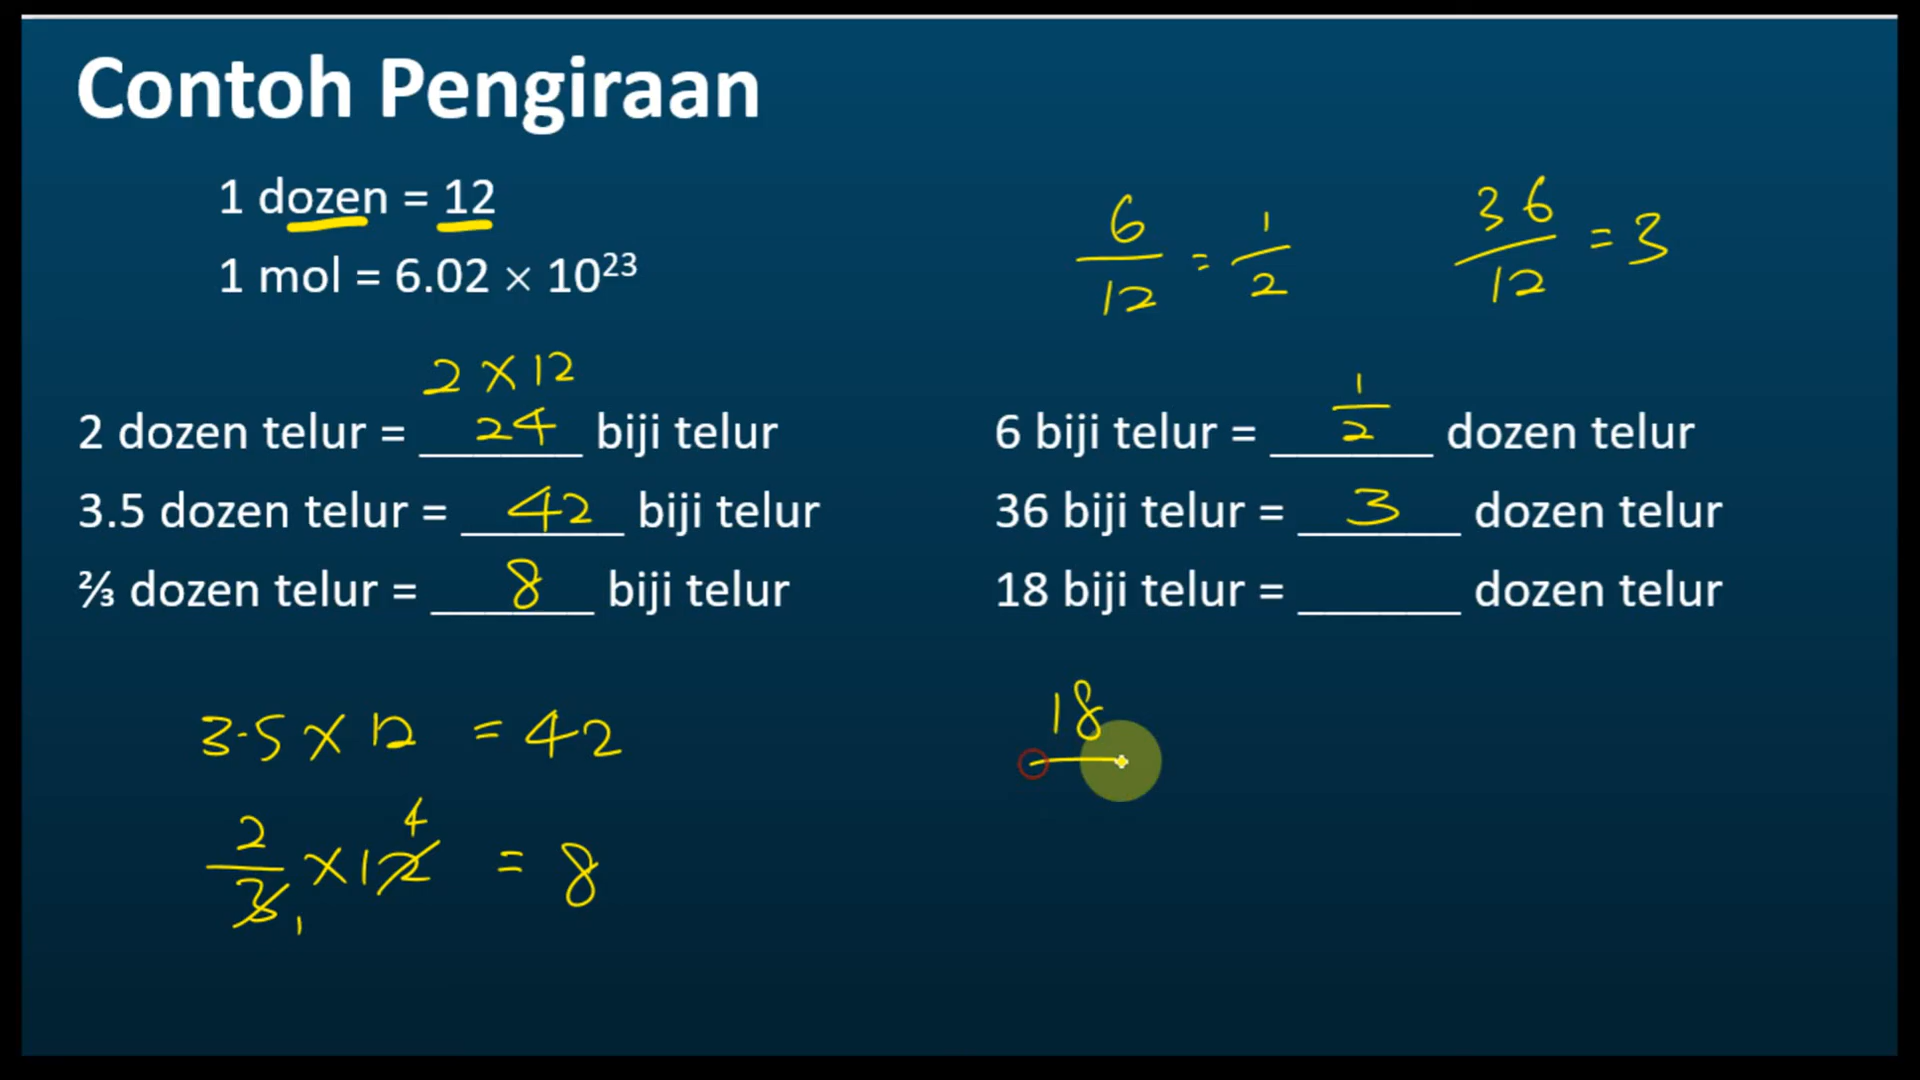 Contoh Pengiraan
1 dozen = 12
1 mol = 6.02 × 10²³
6/12 = 1/2
36/12 = 3
2 × 12
2 dozen telur = 24 biji telur
3.5 dozen telur = 42 biji telur
⅔ dozen telur = 8 biji telur
6 biji telur = 1/2 dozen telur
36 biji telur = 3 dozen telur
18 biji telur = _______ dozen telur
3.5 × 12 = 42
2/3 1 × 12 4 = 8
18